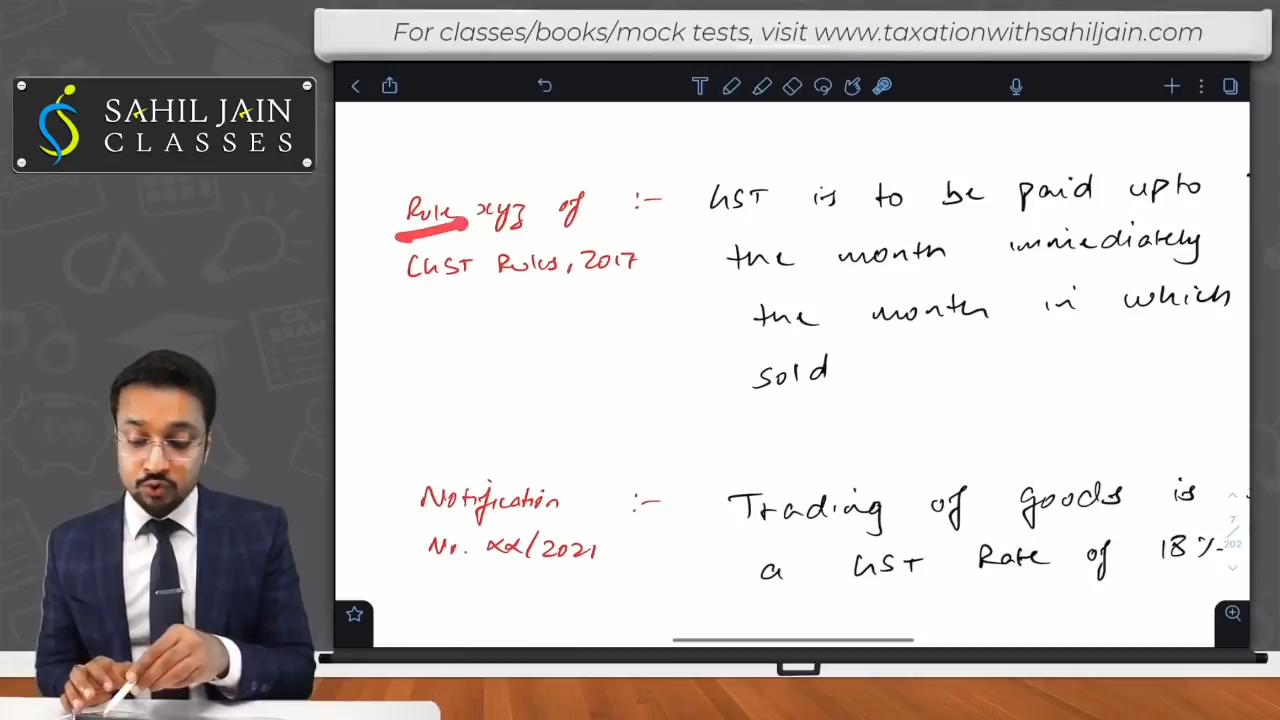 For classes/books/mock tests, visit www.taxationwithsahiljain.com
SAHIL JAIN
CLASSES
Rule xyz of :- GST is to be paid upto
CGST Rules, 2017 the month immediately
the month in which
sold
Notification :- Trading of goods is
No. xx/2021 a GST Rate of 18%
7
202